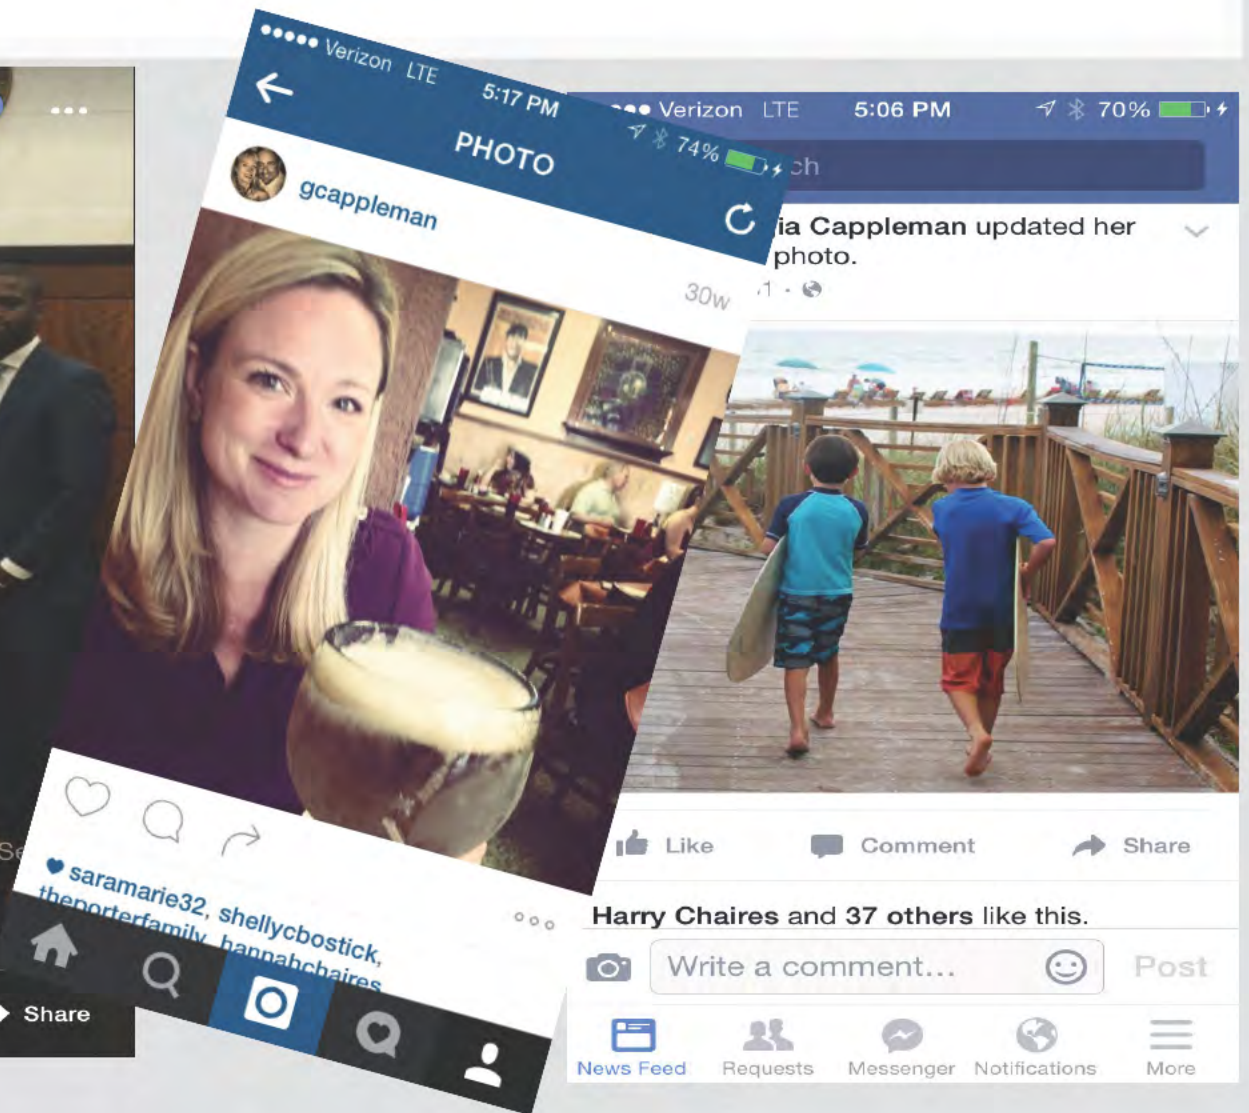 Share
Verizon LTE
5:17 PM
74%
PHOTO
gcappleman
30w
saramarie32, shellycbostick,
theporterfamily, hannahchaires
Verizon LTE 5:06 PM 70%
Cappleman updated her
photo.
Like Comment Share
Harry Chaires and 37 others like this.
Write a comment... Post
News Feed Requests Messenger Notifications More